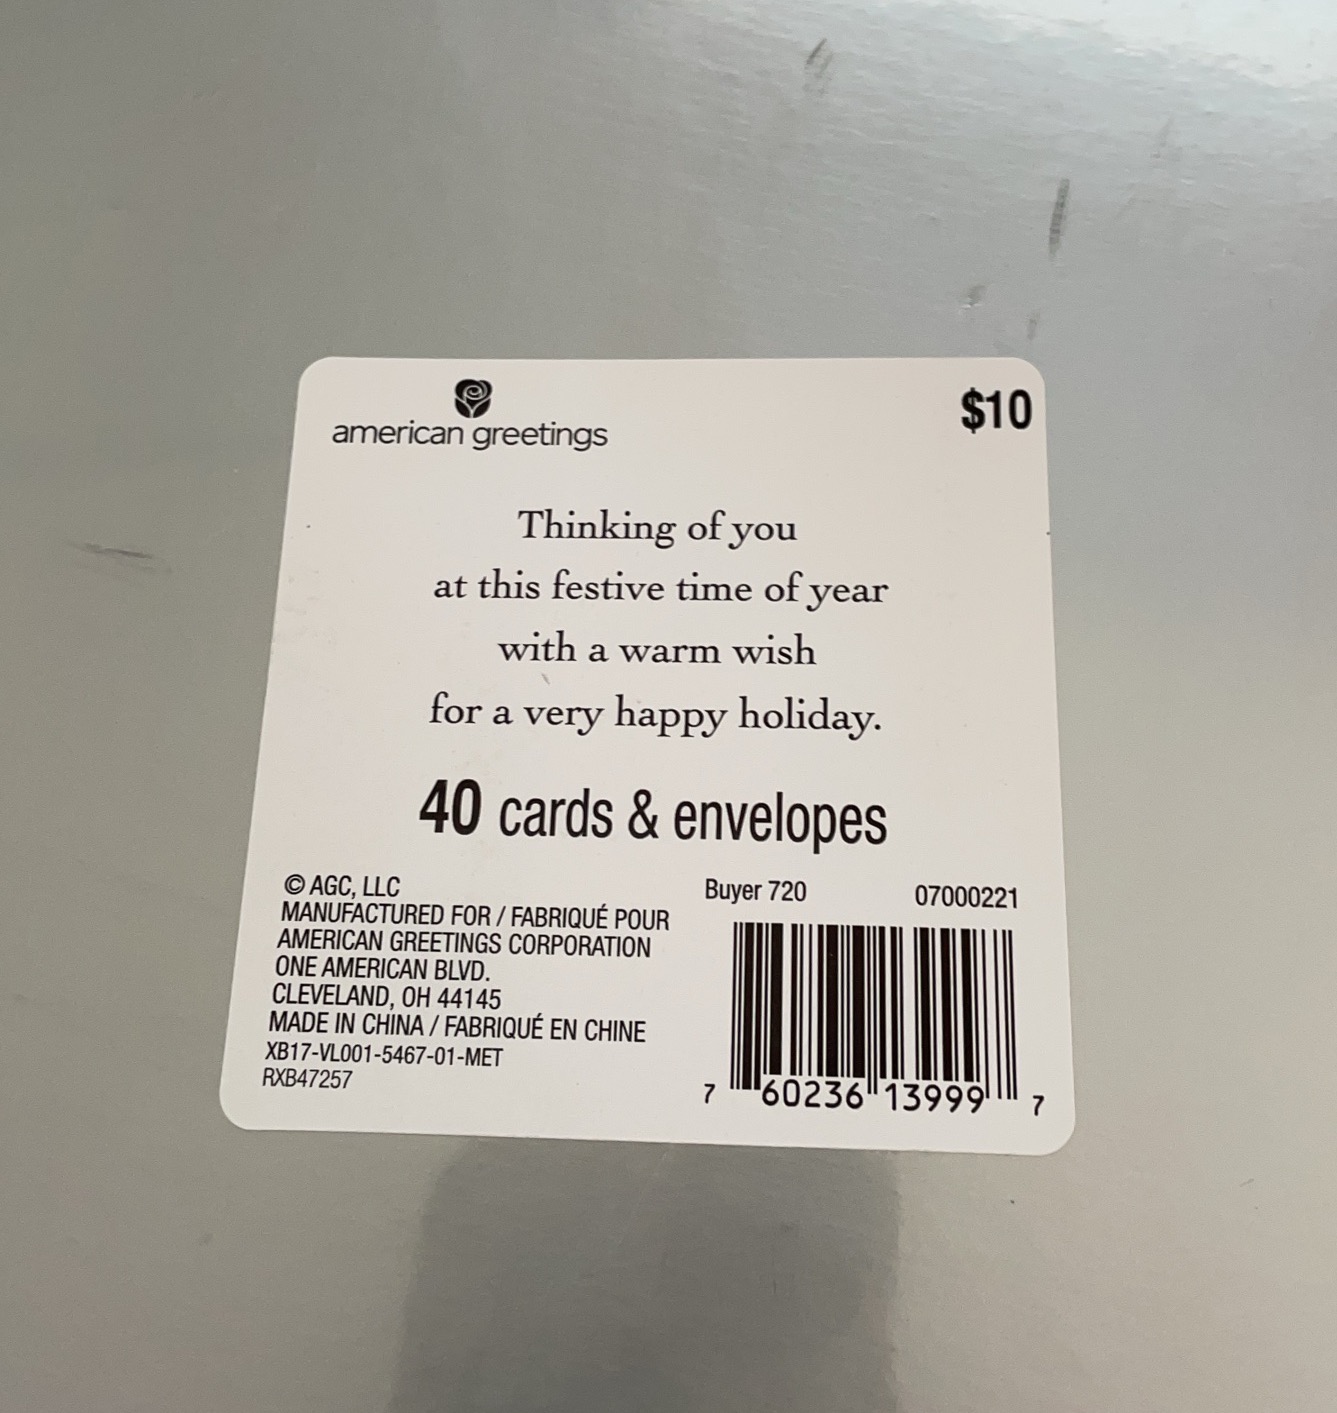 american greetings
$10
Thinking of you
at this festive time of year
with a warm wish
for a very happy holiday.
40 cards & envelopes
© AGC, LLC
MANUFACTURED FOR / FABRIQUÉ POUR
AMERICAN GREETINGS CORPORATION
ONE AMERICAN BLVD.
CLEVELAND, OH 44145
MADE IN CHINA / FABRIQUÉ EN CHINE
XB17-VL001-5467-01-MET
RXB47257
Buyer 720 07000221
7 60236 13999 7